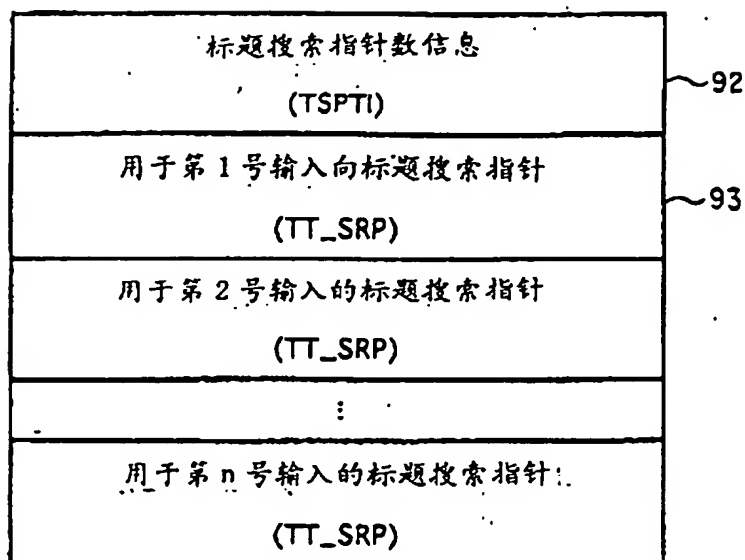 标题搜索指针数信息
(TSPTI)
92
用于第1号输入向标题搜索指针
(TT_SRP)
93
用于第2号输入的标题搜索指针
(TT_SRP)
⋮
用于第n号输入的标题搜索指针
(TT_SRP)